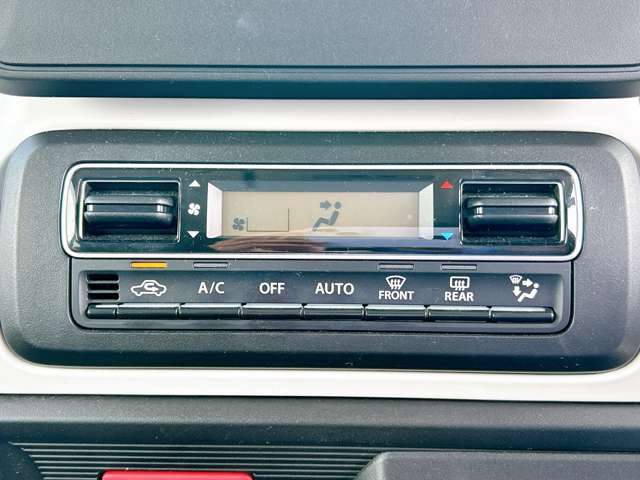 A/C OFF AUTO FRONT REAR